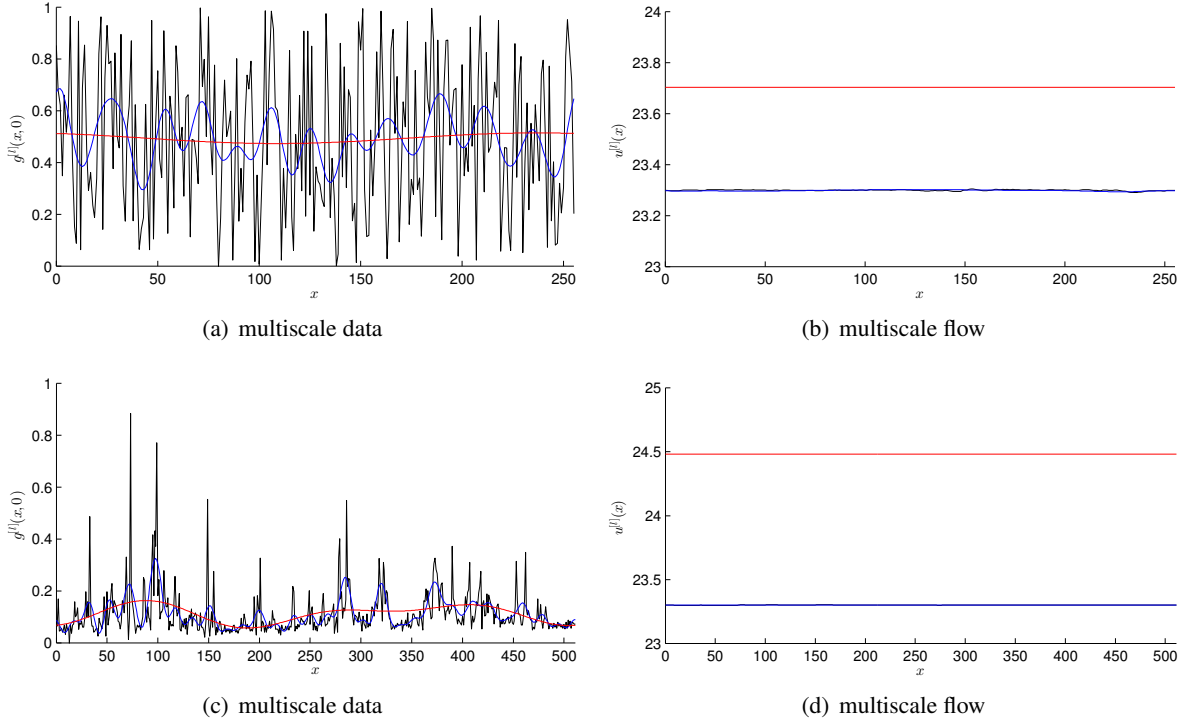 1
0.8
0.6
0.4
0.2
0
g^{[l]}(x, 0)
0 50 100 150 200 250
x
(a) multiscale data
24
23.8
23.6
23.4
23.2
23
u^{[l]}(x)
0 50 100 150 200 250
x
(b) multiscale flow
1
0.8
0.6
0.4
0.2
0
g^{[l]}(x, 0)
0 50 100 150 200 250 300 350 400 450 500
x
(c) multiscale data
25
24.5
24
23.5
23
u^{[l]}(x)
0 50 100 150 200 250 300 350 400 450 500
x
(d) multiscale flow